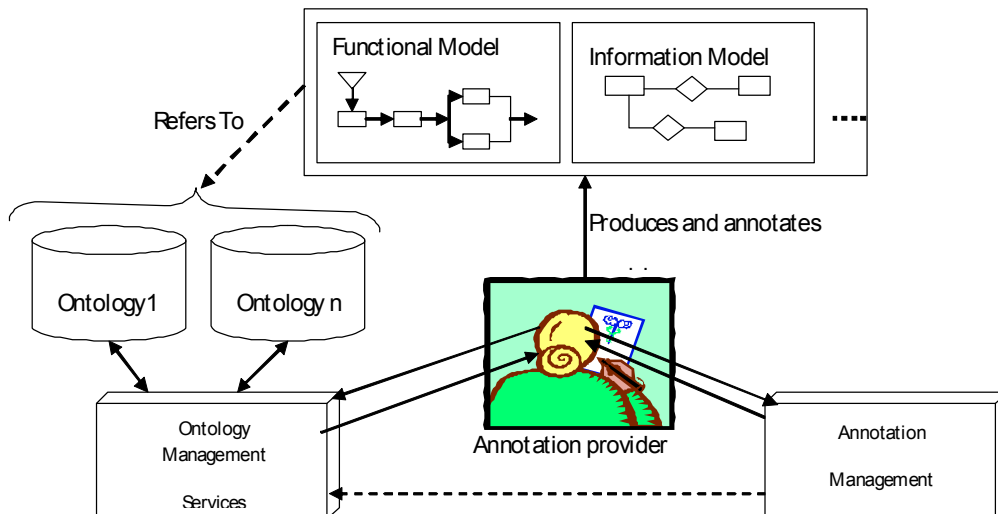 Functional Model
Information Model
Refers To
Produces and annotates
Ontology1
Ontology n
Annotation provider
Ontology
Management
Services
Annotation
Management